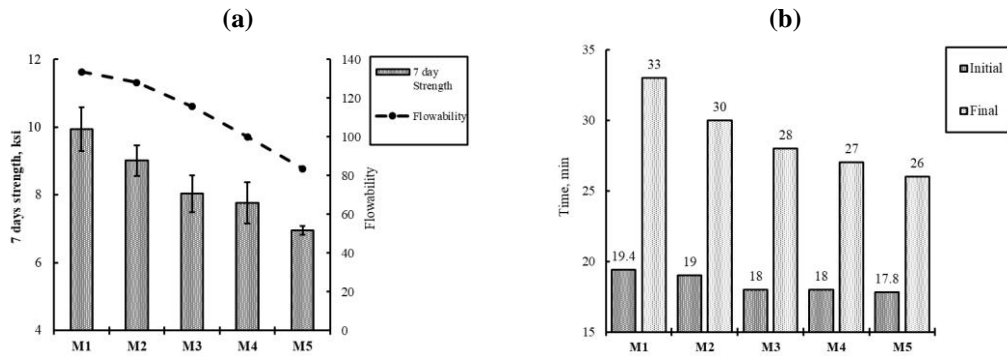 (a)
12
10
8
6
4
7 days strength, ksi
140
120
100
80
60
40
20
0
Flowability
7 day
Strength
Flowability
M1 M2 M3 M4 M5
(b)
35
30
25
20
15
Time, min
33
30
28
27
26
19.4
19
18
18
17.8
Initial
Final
M1 M2 M3 M4 M5